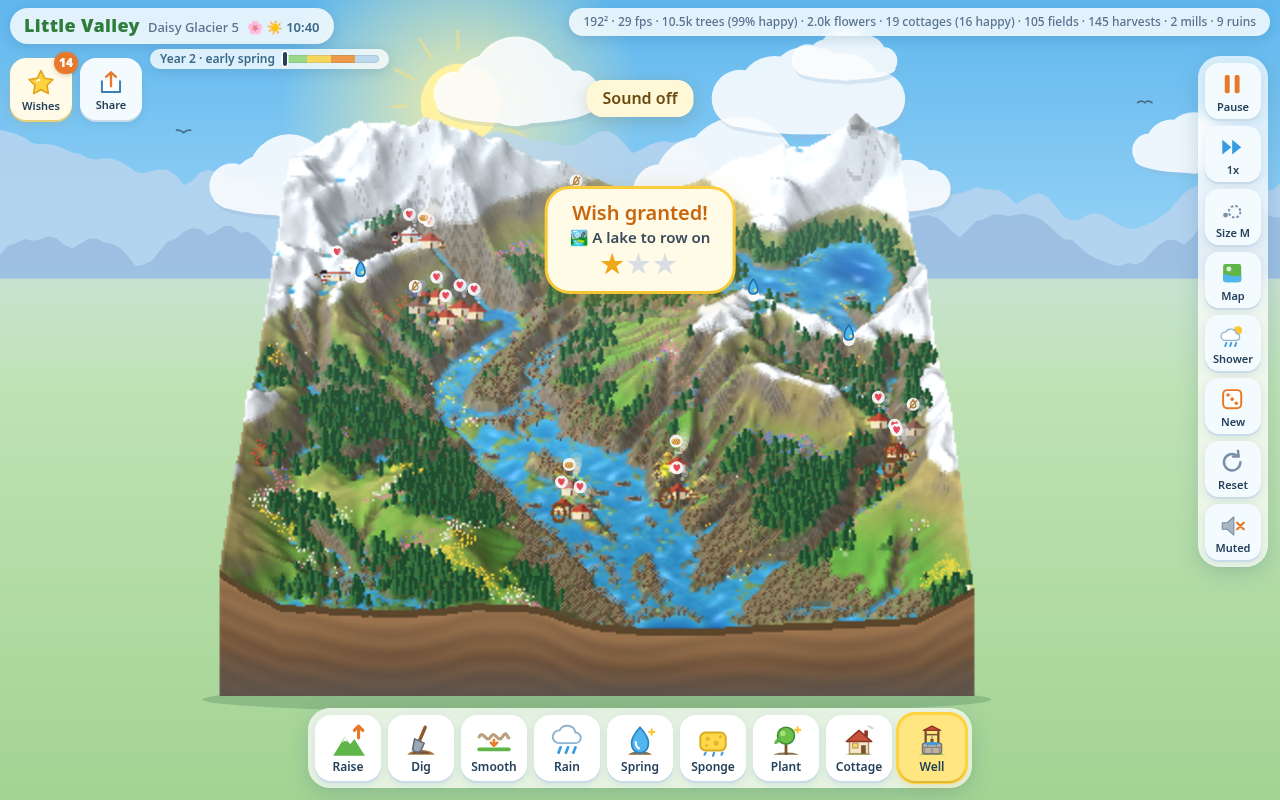 Little Valley Daisy Glacier 5 10:40
192² · 29 fps · 10.5k trees (99% happy) · 2.0k flowers · 19 cottages (16 happy) · 105 fields · 145 harvests · 2 mills · 9 ruins
Year 2 · early spring
14
Wishes
Share
Sound off
Wish granted!
A lake to row on
Pause
1x
Size M
Map
Shower
New
Reset
Muted
Raise
Dig
Smooth
Rain
Spring
Sponge
Plant
Cottage
Well